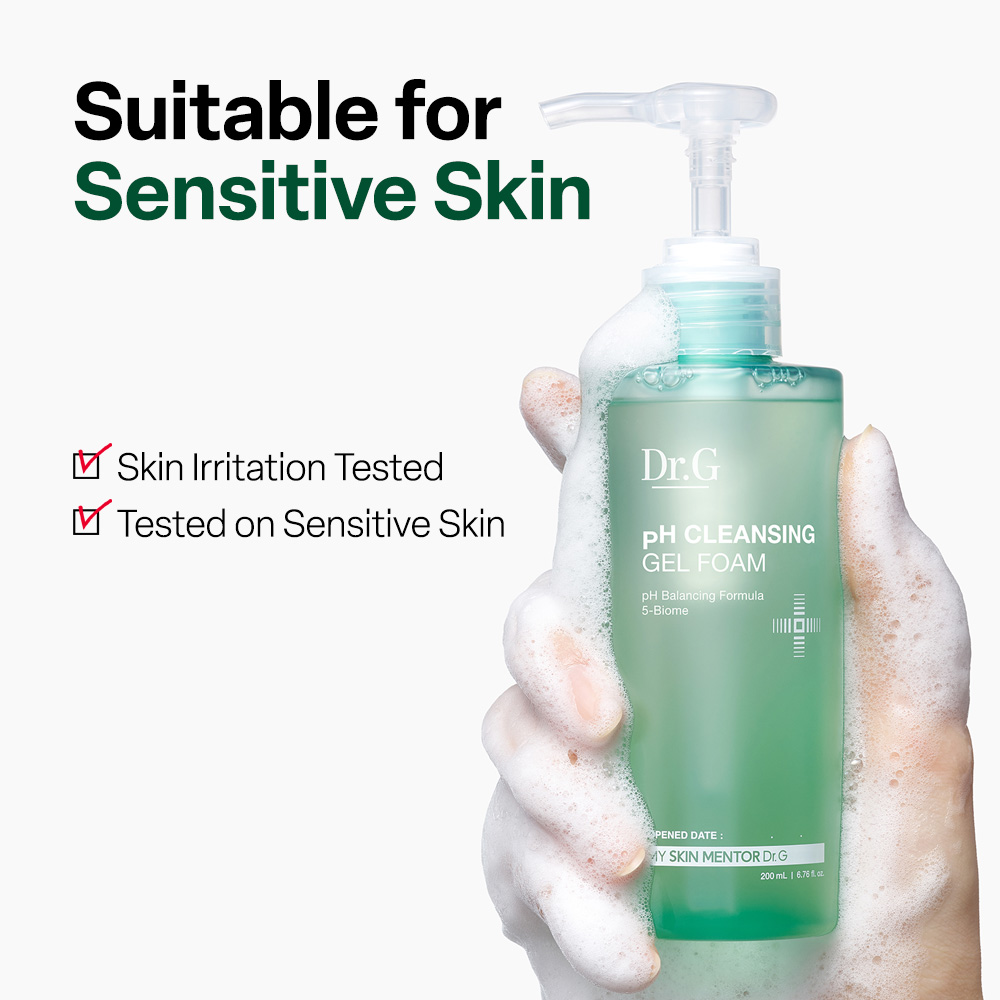 Suitable for
Sensitive Skin
Skin Irritation Tested
Tested on Sensitive Skin
Dr.G
pH CLEANSING
GEL FOAM
pH Balancing Formula
5-Biome
PENED DATE : . .
MY SKIN MENTOR Dr.G
200 mL | 6.76 fl. oz.